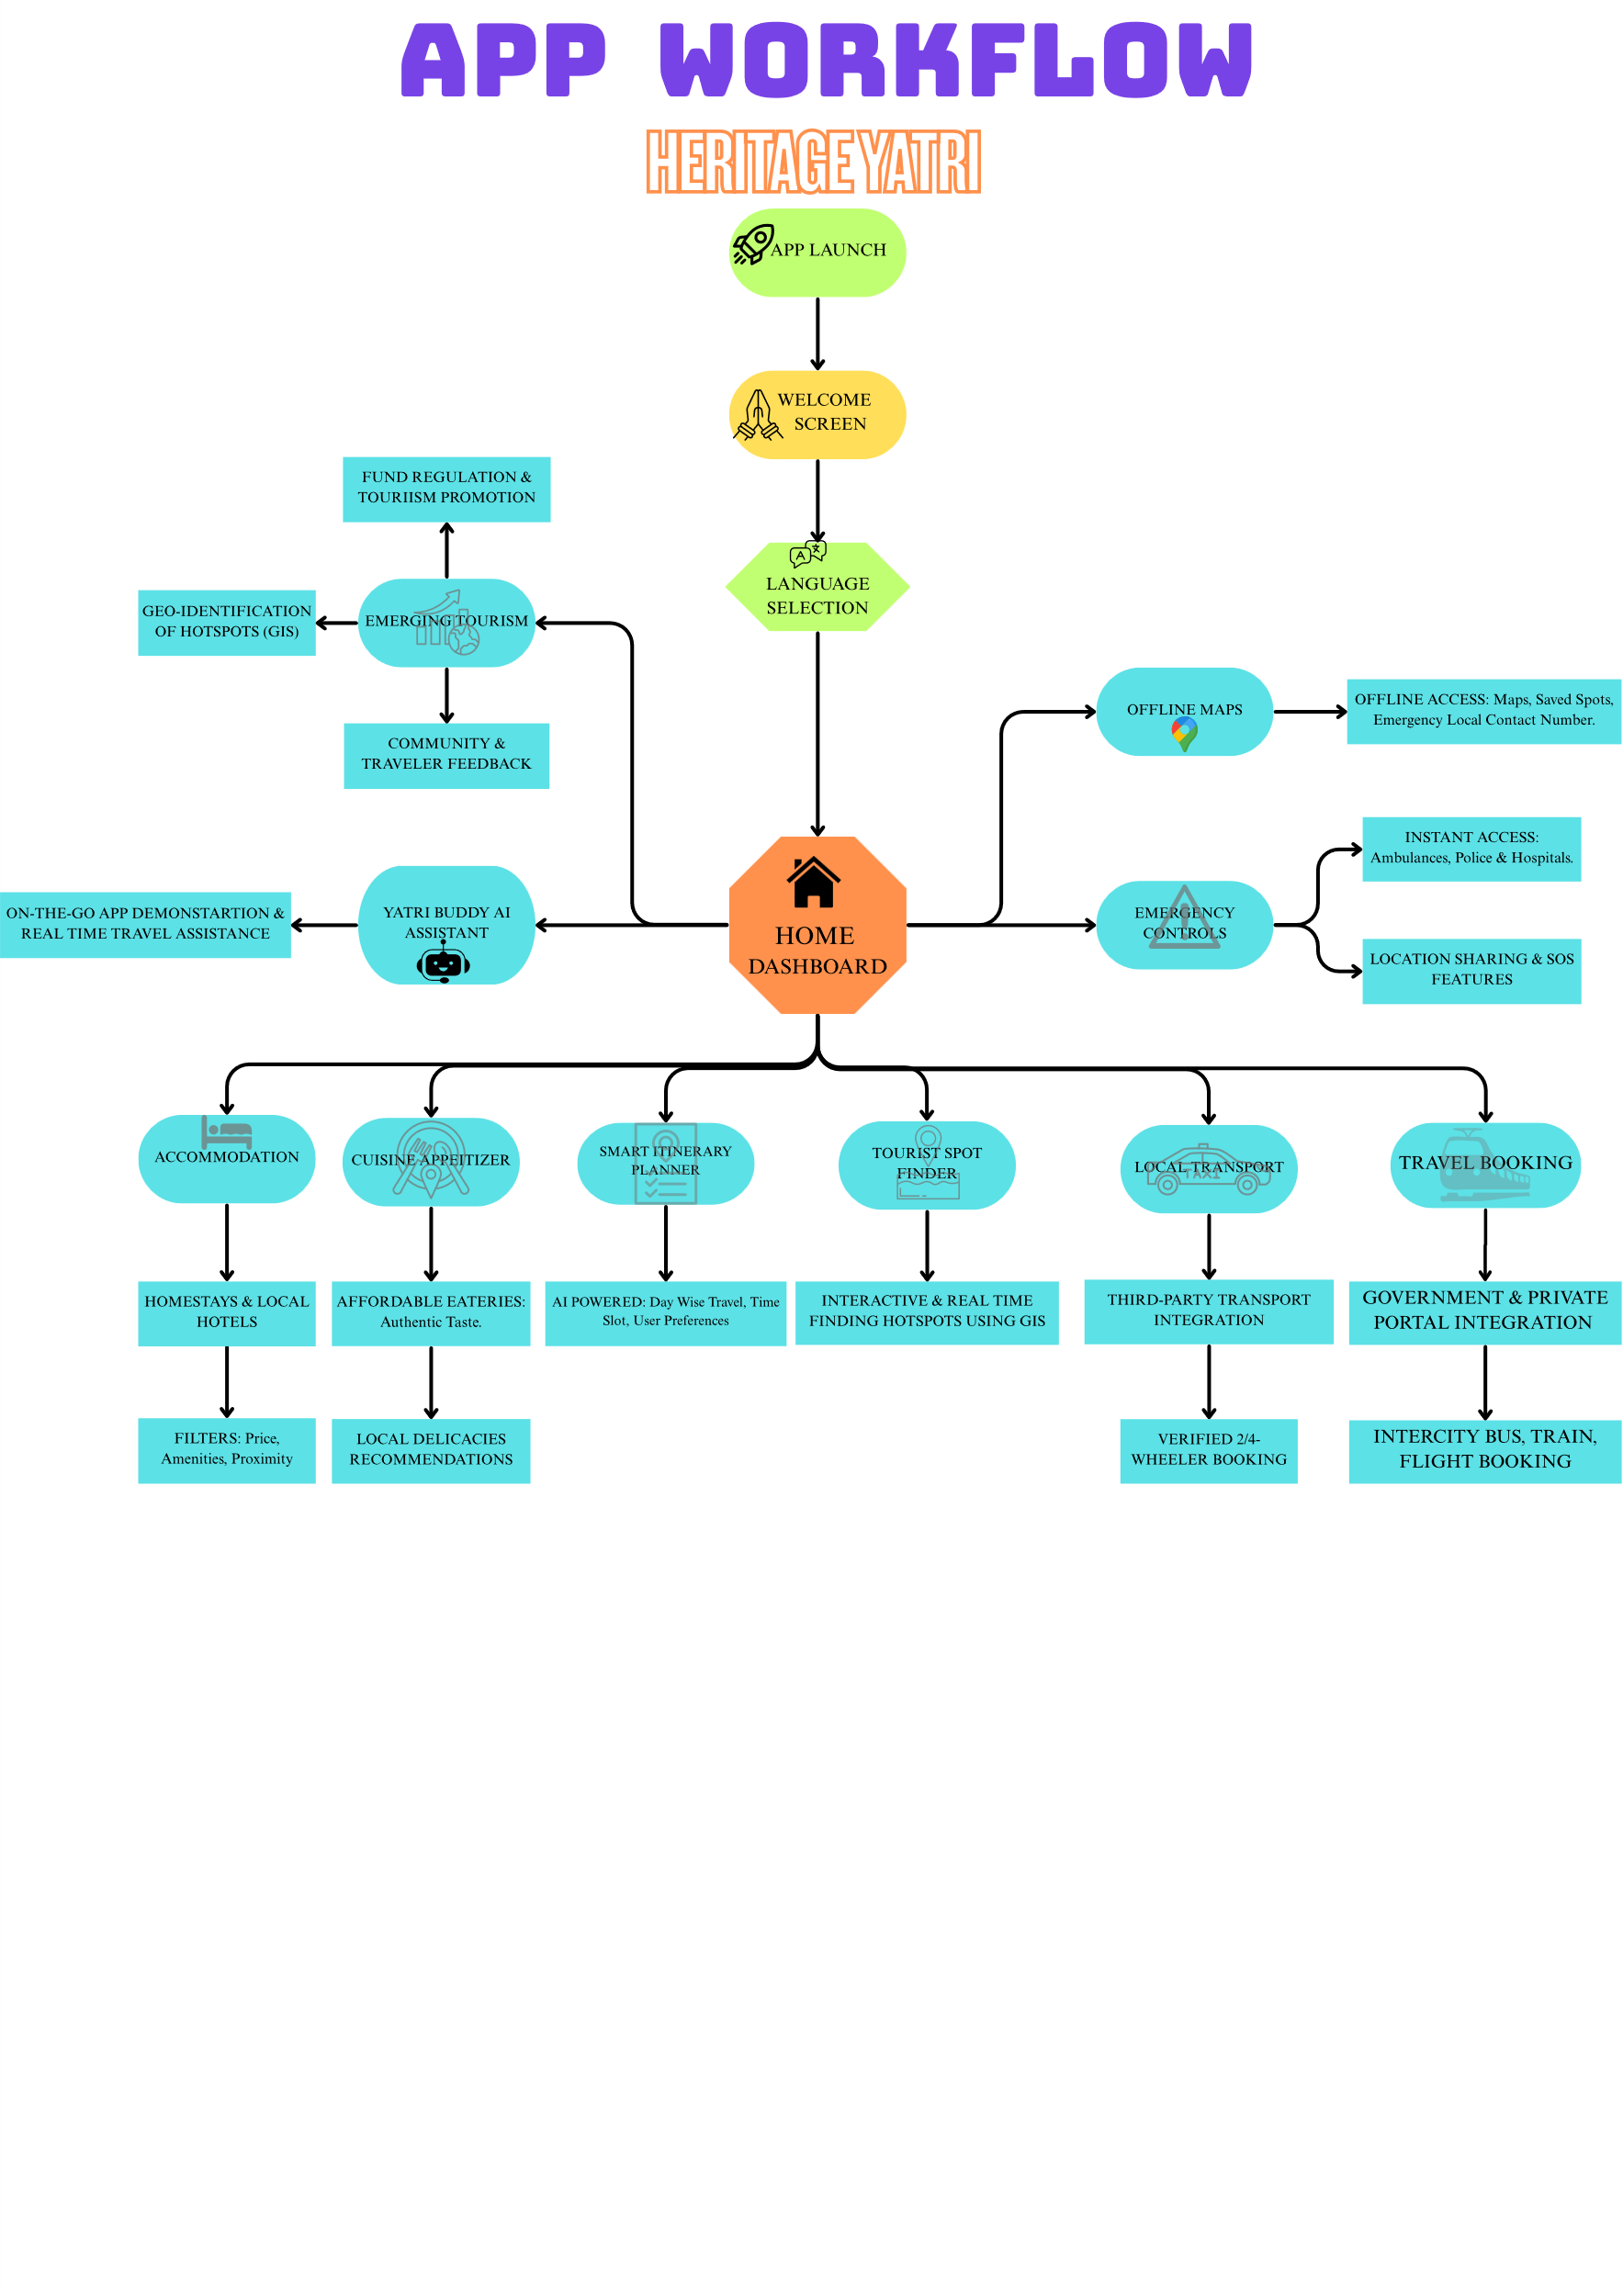 APP WORKFLOW
HERITAGEYATRI
APP LAUNCH
WELCOME
SCREEN
LANGUAGE
SELECTION
FUND REGULATION &
TOURIISM PROMOTION
GEO-IDENTIFICATION
OF HOTSPOTS (GIS)
EMERGING TOURISM
COMMUNITY &
TRAVELER FEEDBACK
OFFLINE MAPS
OFFLINE ACCESS: Maps, Saved Spots,
Emergency Local Contact Number.
ON-THE-GO APP DEMONSTARTION &
REAL TIME TRAVEL ASSISTANCE
YATRI BUDDY AI
ASSISTANT
HOME
DASHBOARD
EMERGENCY
CONTROLS
INSTANT ACCESS:
Ambulances, Police & Hospitals.
LOCATION SHARING & SOS
FEATURES
ACCOMMODATION
CUISINE APPEITIZER
SMART ITINERARY
PLANNER
TOURIST SPOT
FINDER
LOCAL TRANSPORT
TAXI
TRAVEL BOOKING
HOMESTAYS & LOCAL
HOTELS
AFFORDABLE EATERIES:
Authentic Taste.
AI POWERED: Day Wise Travel, Time
Slot, User Preferences
INTERACTIVE & REAL TIME
FINDING HOTSPOTS USING GIS
THIRD-PARTY TRANSPORT
INTEGRATION
GOVERNMENT & PRIVATE
PORTAL INTEGRATION
FILTERS: Price,
Amenities, Proximity
LOCAL DELICACIES
RECOMMENDATIONS
VERIFIED 2/4-
WHEELER BOOKING
INTERCITY BUS, TRAIN,
FLIGHT BOOKING